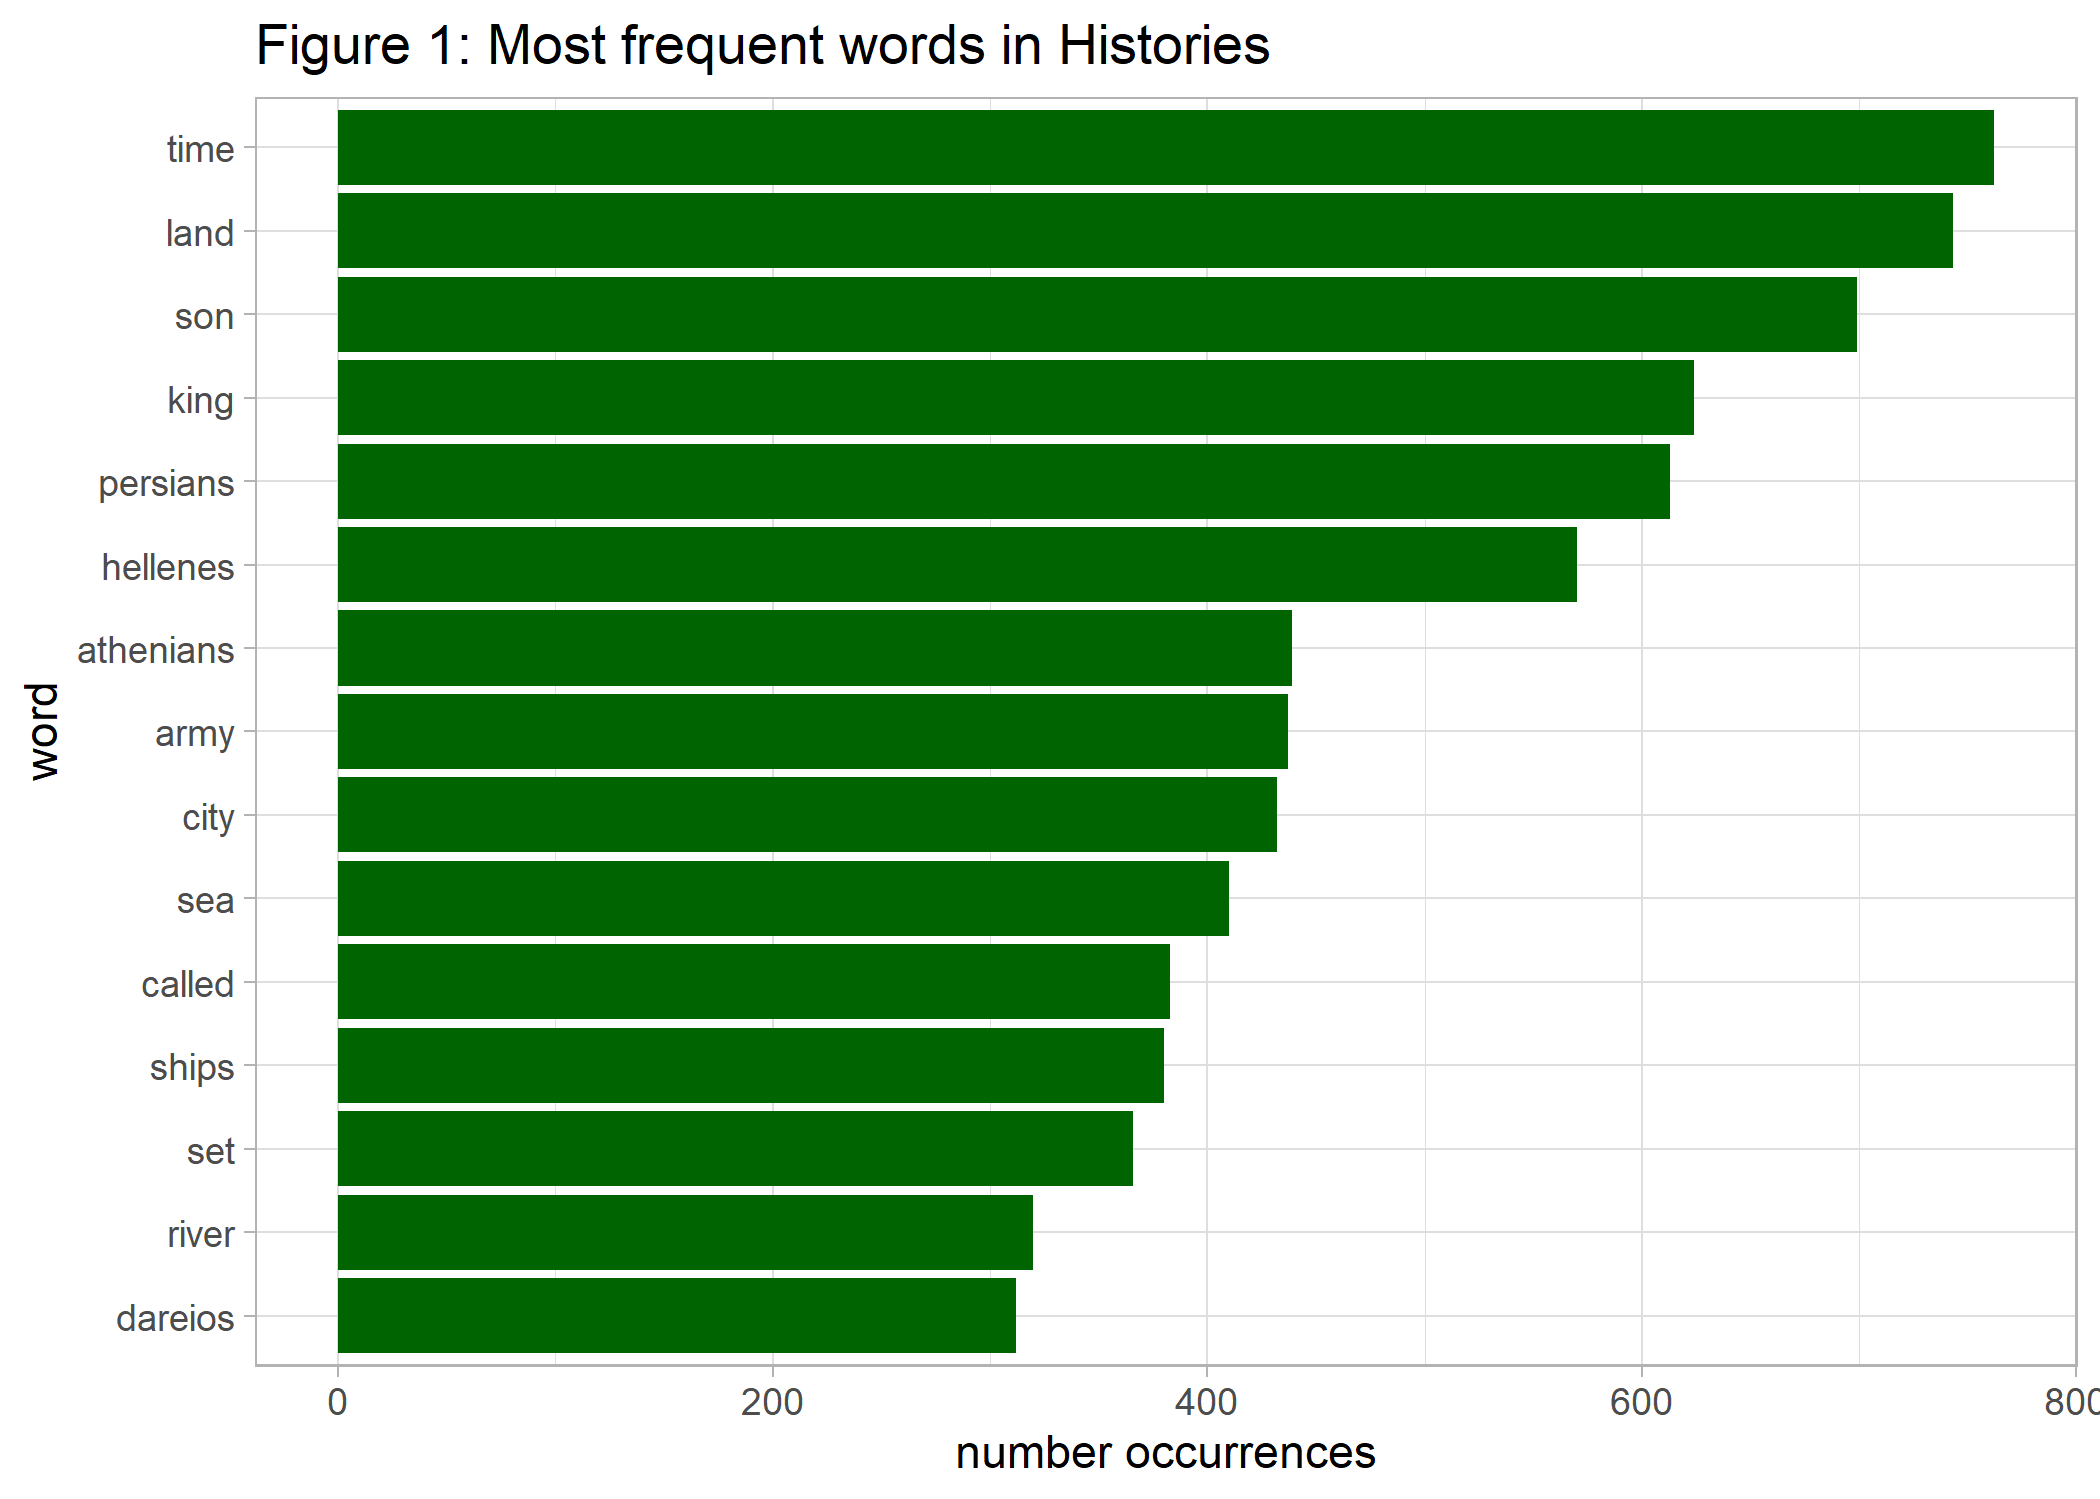 Figure 1: Most frequent words in Histories
time
land
son
king
persians
hellenes
athenians
army
city
sea
called
ships
set
river
dareios
word
0 200 400 600 800
number occurrences